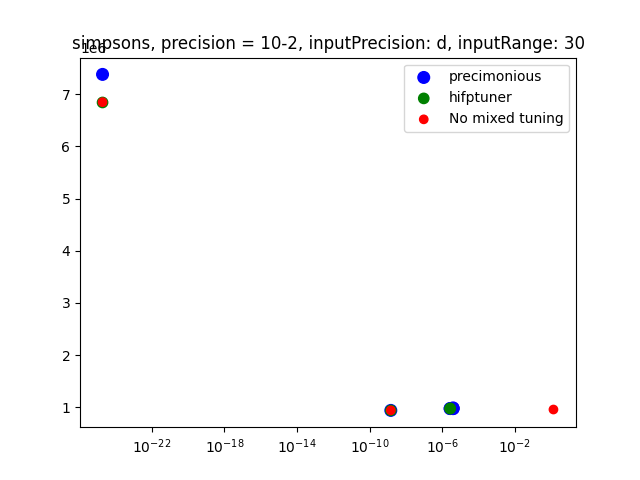 simpsons, precision = 10-2, inputPrecision: d, inputRange: 30
1e6
precimonious
hifptuner
No mixed tuning
7
6
5
4
3
2
1
10⁻²² 10⁻¹⁸ 10⁻¹⁴ 10⁻¹⁰ 10⁻⁶ 10⁻²